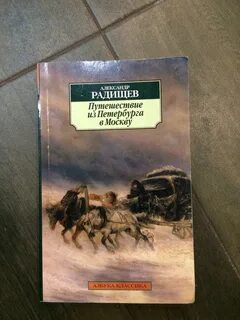 АЛЕКСАНДР
РАДИЩЕВ
Путешествие
из Петербурга
в Москву
АЗБУКА-КЛАССИКА